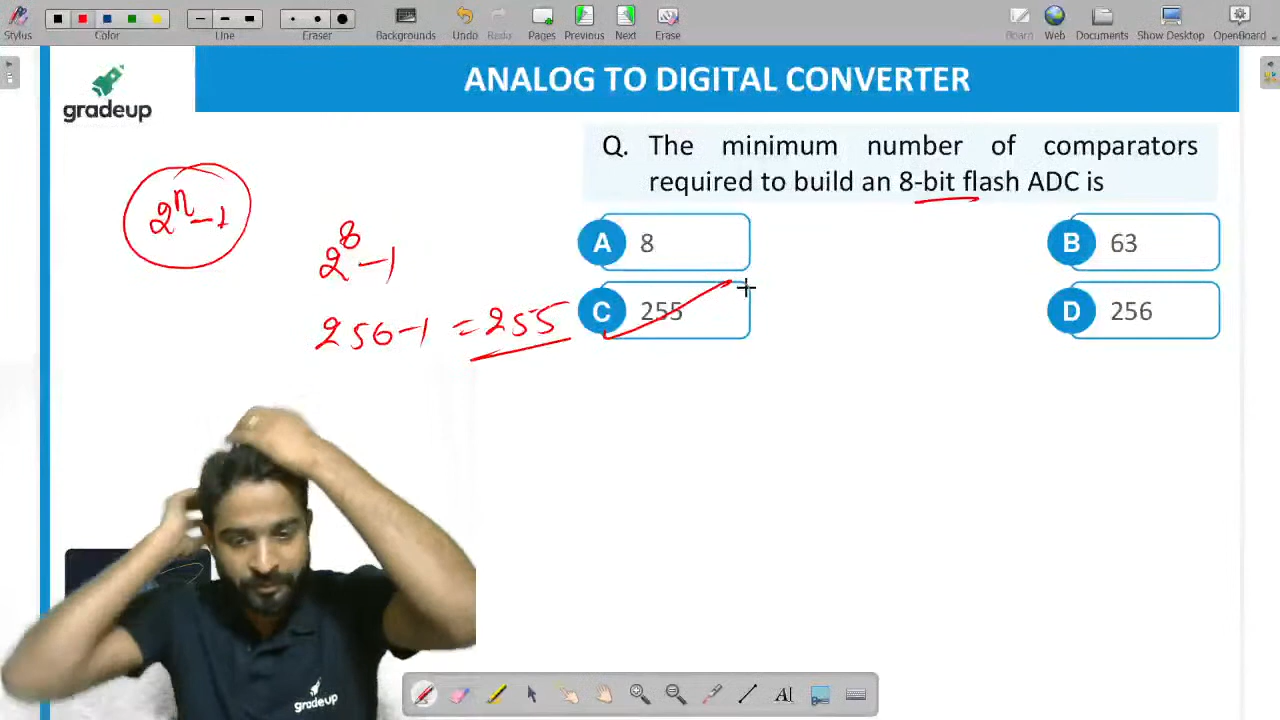 Stylus
Color
Line
Eraser
Backgrounds
Undo
Redo
Pages
Previous
Next
Erase
Board
Web
Documents
Show Desktop
OpenBoard
gradeup
ANALOG TO DIGITAL CONVERTER
Q. The minimum number of comparators
required to build an 8-bit flash ADC is
A 8
B 63
C 255
D 256
2^n-1
2^8-1
256-1 = 255
gradeup